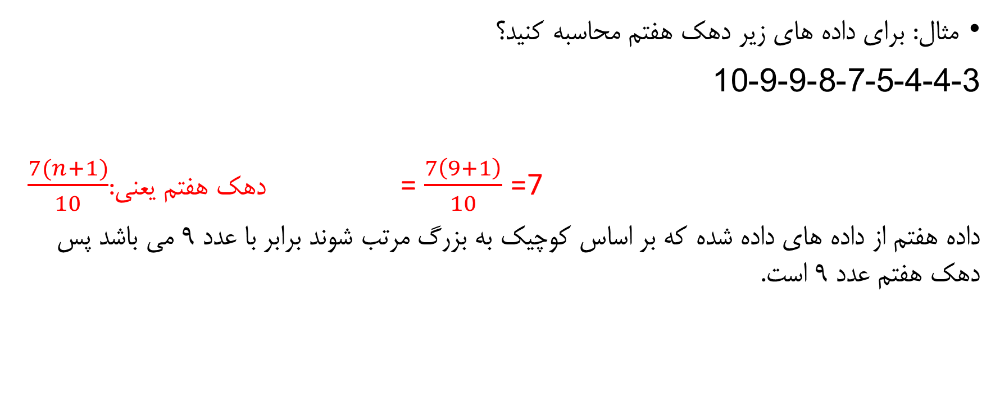 • مثال: برای داده های زیر دهک هفتم محاسبه کنید؟
10-9-9-8-7-5-4-4-3
دهک هفتم یعنی: \frac{7(n+1)}{10} = \frac{7(9+1)}{10} =7
داده هفتم از داده های داده شده که بر اساس کوچیک به بزرگ مرتب شوند برابر با عدد ۹ می باشد پس
دهک هفتم عدد ۹ است.